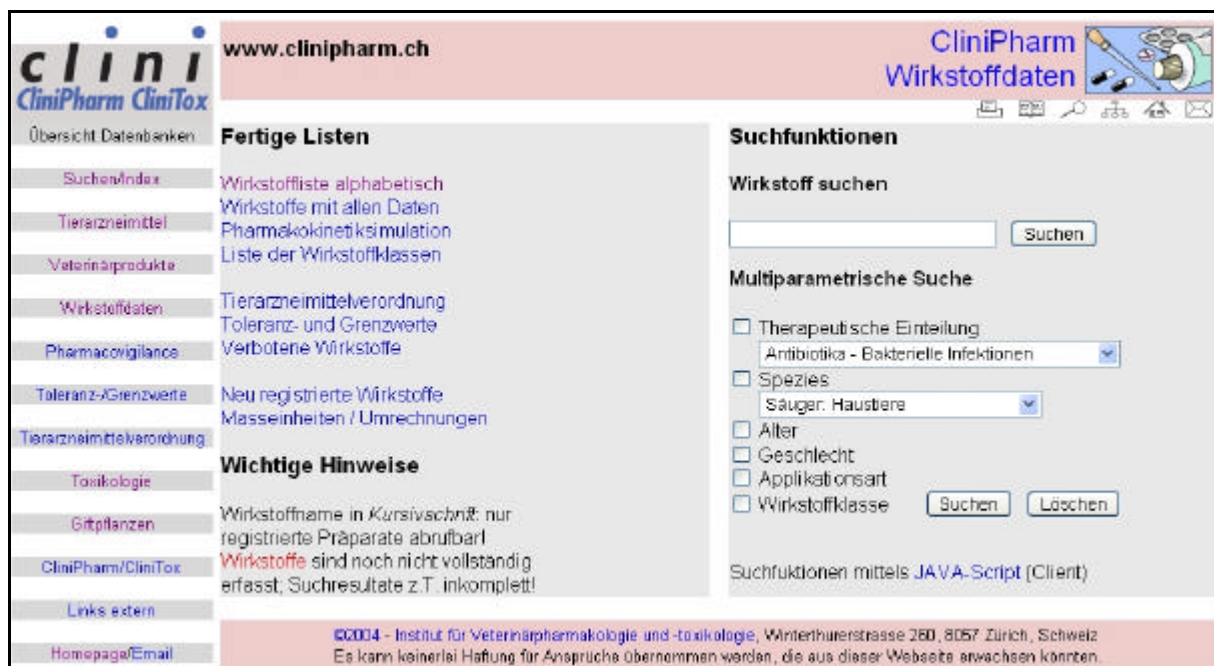 clini
CliniPharm CliniTox
www.clinipharm.ch
CliniPharm
Wirkstoffdaten
Übersicht Datenbanken
Suchen/Index
Tierarzneimittel
Veterinärprodukte
Wirkstoffdaten
Pharmacovigilance
Toleranz-/Grenzwerte
Tierarzneimittelverordnung
Toxikologie
Giftpflanzen
CliniPharm/CliniTox
Links extern
Homepage/Email
Fertige Listen
Wirkstoffliste alphabetisch
Wirkstoffe mit allen Daten
Pharmakokinetiksimulation
Liste der Wirkstoffklassen
Tierarzneimittelverordnung
Toleranz- und Grenzwerte
Verbotene Wirkstoffe
Neu registrierte Wirkstoffe
Masseinheiten / Umrechnungen
Wichtige Hinweise
Wirkstoffname in Kursivschrift: nur
registrierte Präparate abrufbar!
Wirkstoffe sind noch nicht vollständig
erfasst; Suchresultate z.T. inkomplett!
Suchfunktionen
Wirkstoff suchen
Suchen
Multiparametrische Suche
Therapeutische Einteilung
Antibiotika - Bakterielle Infektionen
Spezies
Säuger: Haustiere
Alter
Geschlecht
Applikationsart
Wirkstoffklasse Suchen Löschen
Suchfuktionen mittels JAVA-Script (Client)
©2004 - Institut für Veterinärpharmakologie und -toxikologie, Winterthurerstrasse 260, 8057 Zürich, Schweiz
Es kann keinerlei Haftung für Ansprüche übernommen werden, die aus dieser Webseite erwachsen könnten.